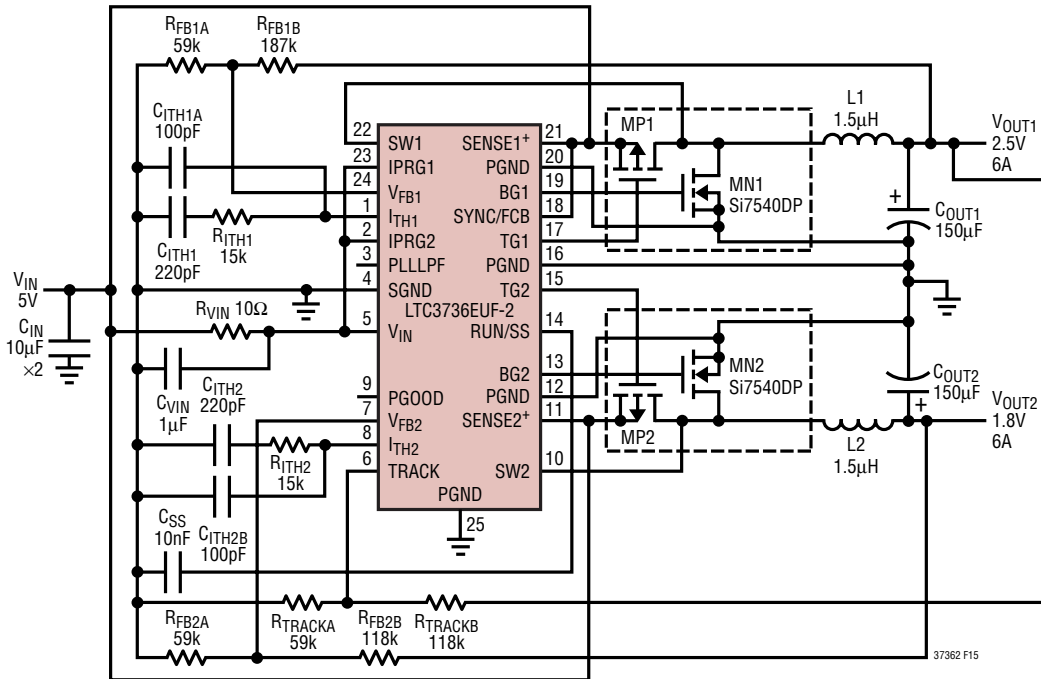 RFB1A
59k
RFB1B
187k
CITH1A
100pF
CITH1
220pF
RITH1
15k
VIN
5V
CIN
10µF
×2
RVIN 10Ω
CVIN
1µF
CITH2
220pF
RITH2
15k
CITH2B
100pF
CSS
10nF
RFB2A
59k
RTRACKA
59k
RFB2B
118k
RTRACKB
118k
22
23
24
1
2
3
4
5
9
7
8
6
SW1
IPRG1
VFB1
ITH1
IPRG2
PLLLPF
SGND
LTC3736EUF-2
VIN
PGOOD
VFB2
ITH2
TRACK
PGND
25
SENSE1+
PGND
BG1
SYNC/FCB
TG1
PGND
TG2
RUN/SS
BG2
PGND
SENSE2+
SW2
21
20
19
18
17
16
15
14
13
12
11
10
MP1
MN1
Si7540DP
MN2
Si7540DP
MP2
L1
1.5µH
L2
1.5µH
+
COUT1
150µF
COUT2
150µF
+
VOUT1
2.5V
6A
VOUT2
1.8V
6A
37362 F15